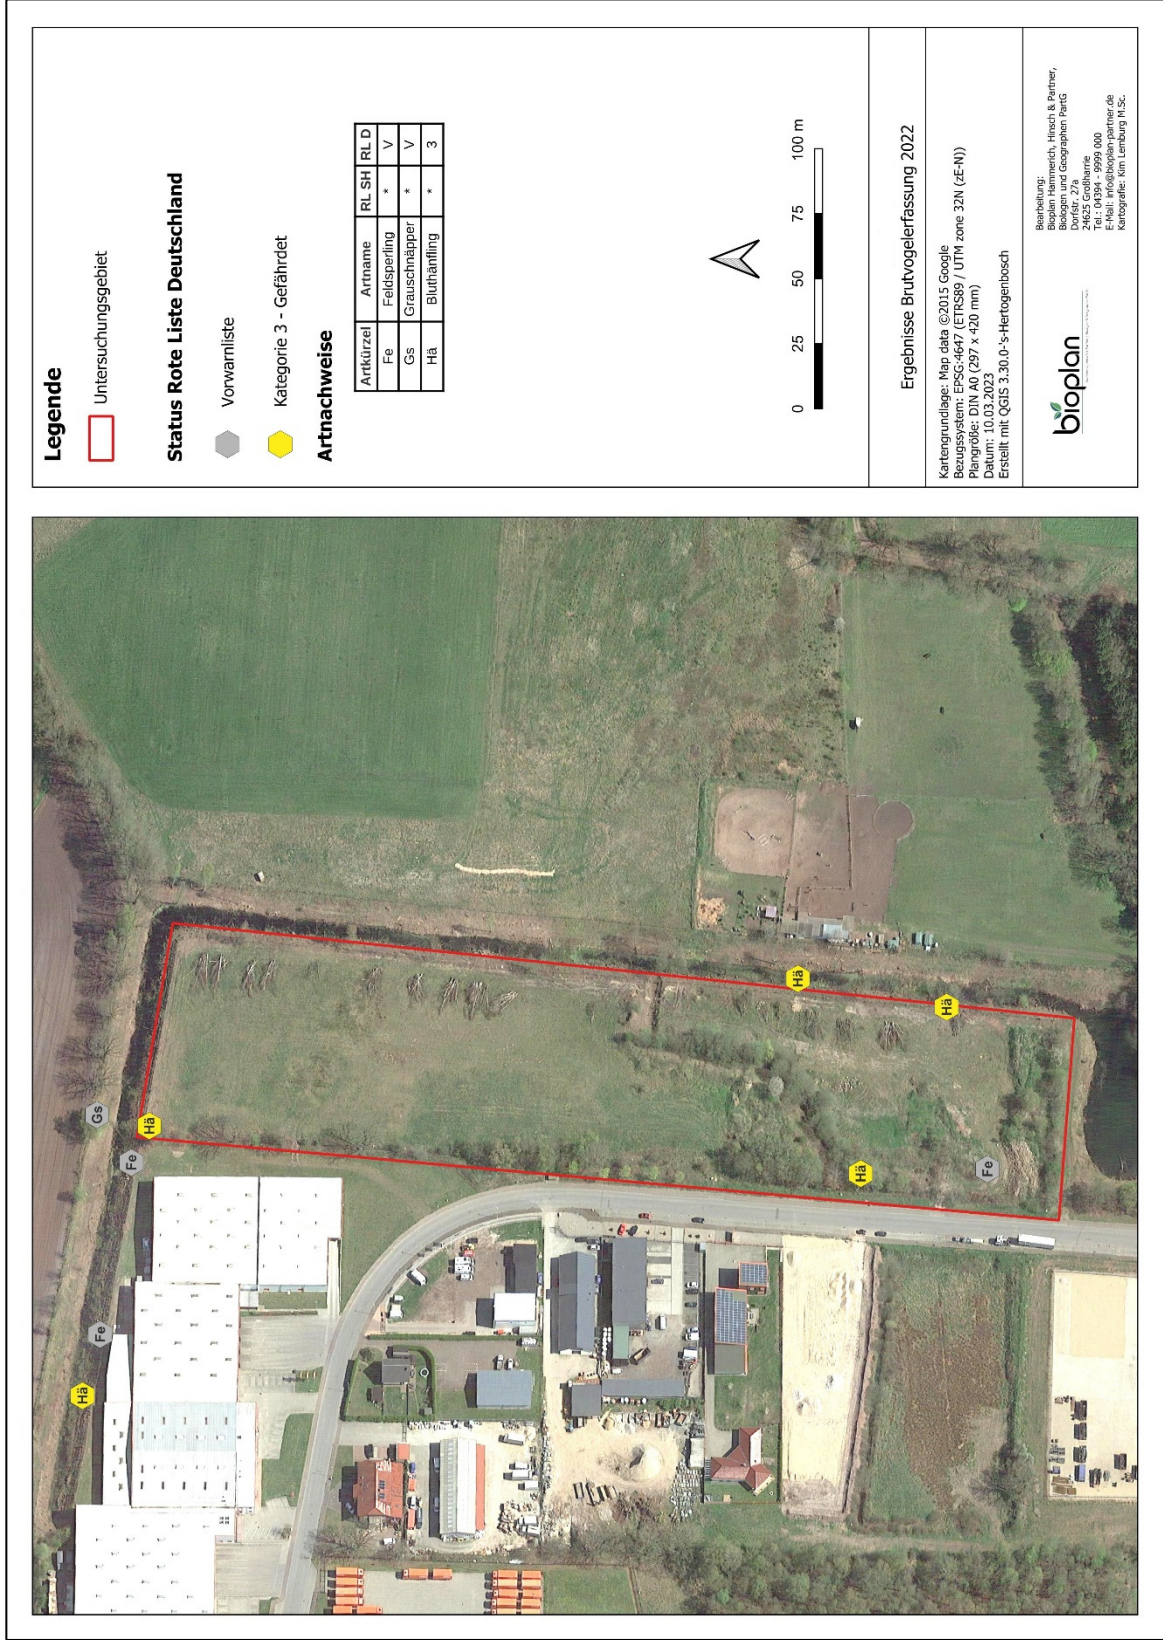 Legende
Untersuchungsgebiet
Status Rote Liste Deutschland
Vorwarnliste
Kategorie 3 - Gefährdet
Artnachweise
Artkürzel Artname RL SH RL D
Fe Feldsperling * V
Gs Grauschnäpper * V
Hä Bluthänfling * 3
0 25 50 75 100 m
Ergebnisse Brutvogelerfassung 2022
Kartengrundlage: Map data ©2015 Google
Bezugssystem: EPSG:4647 (ETRS89 / UTM zone 32N (zE-N))
Plangröße: DIN A0 (297 x 420 mm)
Datum: 10.03.2023
Erstellt mit QGIS 3.30.0-'s-Hertogenbosch
bioplan
Bearbeitung:
Bioplan Hammerich, Hinsch & Partner,
Biologen und Geographen PartG
Dorfstr. 27a
24625 Großharrie
Tel.: 04394 - 9999 000
E-Mail: info@bioplan-partner.de
Kartografie: Kim Lemburg M.Sc.
Hä
Fe
Fe
Gs
Hä
Hä
Hä
Hä
Fe